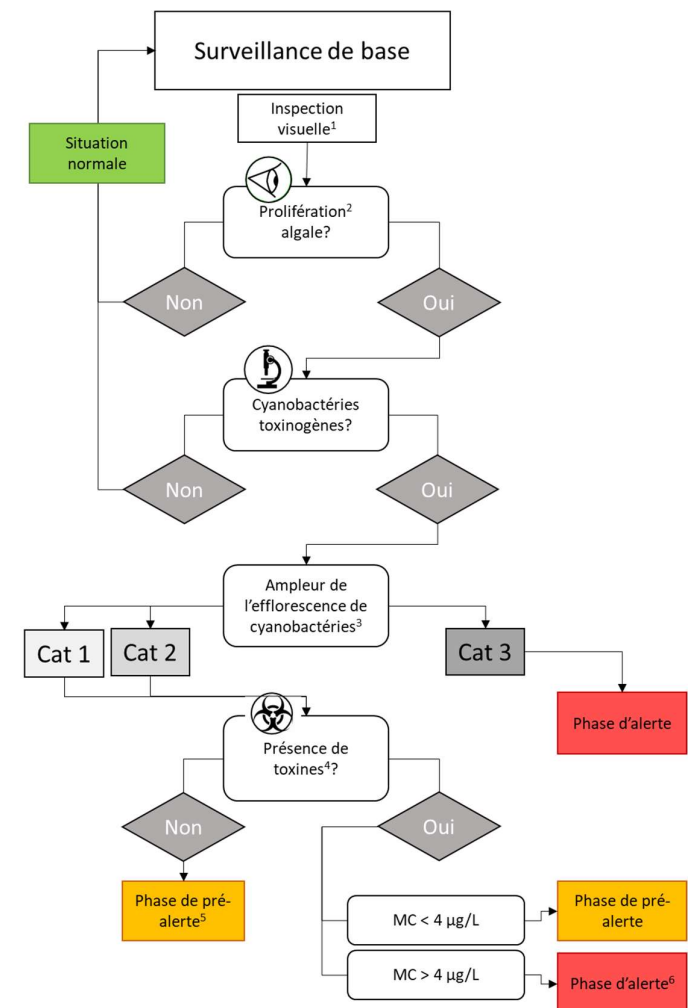 Surveillance de base
Inspection
visuelle¹
Situation
normale
Prolifération²
algale?
Non
Oui
Cyanobactéries
toxinogènes?
Non
Oui
Ampleur de
l'efflorescence de
cyanobactéries³
Cat 1
Cat 2
Cat 3
Phase d'alerte
Présence de
toxines⁴?
Non
Oui
Phase de pré-
alerte⁵
MC < 4 µg/L
Phase de pré-
alerte
MC > 4 µg/L
Phase d'alerte⁶